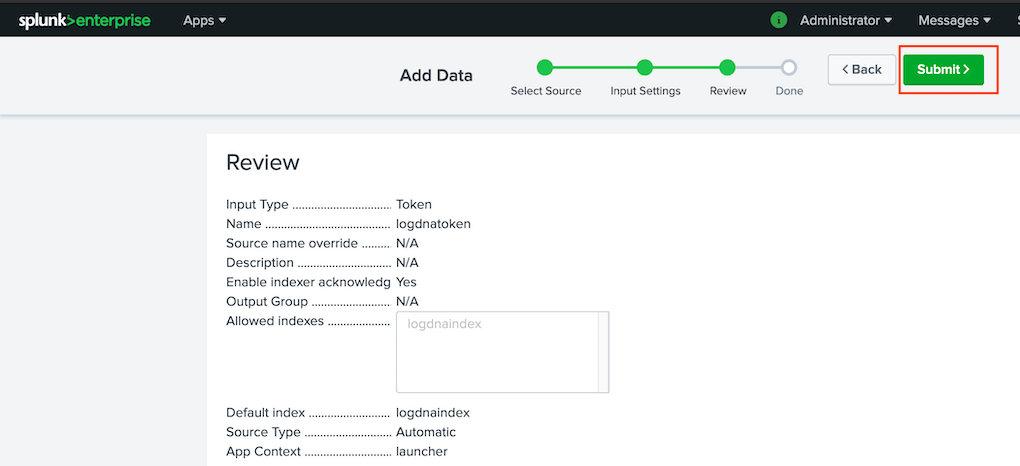 splunk>enterprise Apps ▾ i Administrator ▾ Messages ▾
Add Data
Select Source Input Settings Review Done
< Back Submit >
Review
Input Type ............................... Token
Name ....................................... logdnatoken
Source name override ......... N/A
Description ............................. N/A
Enable indexer acknowledg Yes
Output Group ......................... N/A
Allowed indexes .................... logdnaindex
Default index .......................... logdnaindex
Source Type ............................ Automatic
App Context ............................ launcher